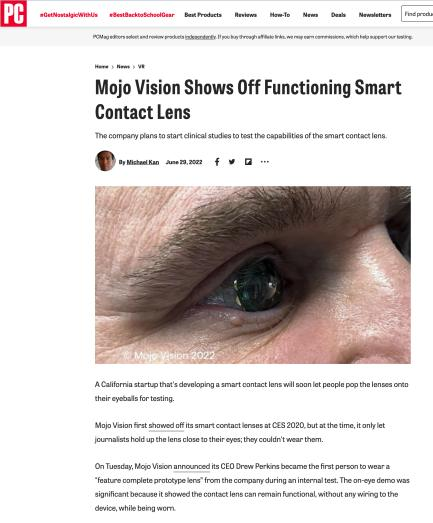 PC
#GetNostalgicWithUs #BestBacktoSchoolGear Best Products Reviews How-To News Deals Newsletters Find produ
PCMag editors select and review products independently. If you buy through affiliate links, we may earn commissions, which help support our testing.
Home > News > VR
Mojo Vision Shows Off Functioning Smart
Contact Lens
The company plans to start clinical studies to test the capabilities of the smart contact lens.
By Michael Kan June 29, 2022
© Mojo Vision 2022
A California startup that's developing a smart contact lens will soon let people pop the lenses onto
their eyeballs for testing.
Mojo Vision first showed off its smart contact lenses at CES 2020, but at the time, it only let
journalists hold up the lens close to their eyes; they couldn't wear them.
On Tuesday, Mojo Vision announced its CEO Drew Perkins became the first person to wear a
"feature complete prototype lens" from the company during an internal test. The on-eye demo was
significant because it showed the contact lens can remain functional, without any wiring to the
device, while being worn.